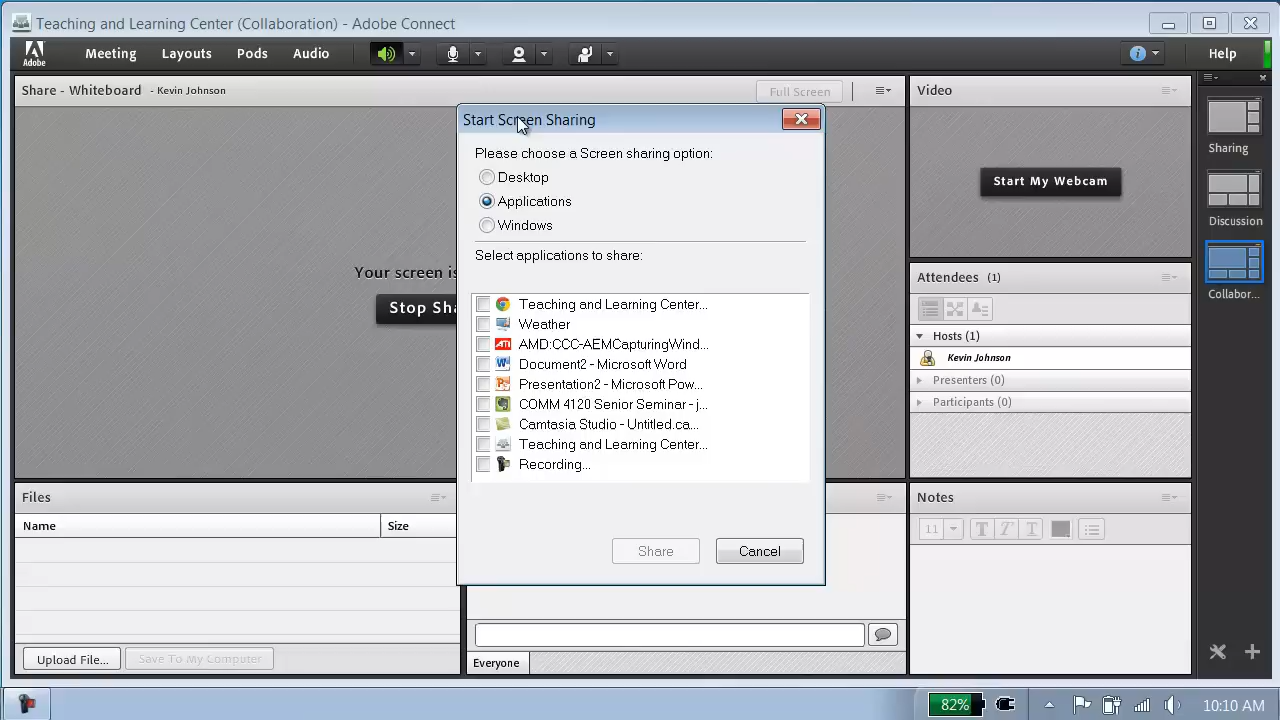 Teaching and Learning Center (Collaboration) - Adobe Connect
Adobe
Meeting
Layouts
Pods
Audio
Help
Share - Whiteboard - Kevin Johnson
Full Screen
Your screen is
Stop Sha
Start Screen Sharing
Please choose a Screen sharing option:
Desktop
Applications
Windows
Select applications to share:
Teaching and Learning Center...
Weather
ATI
AMD:CCC-AEMCapturingWind...
Document2 - Microsoft Word
Presentation2 - Microsoft Pow...
COMM 4120 Senior Seminar - j...
Camtasia Studio - Untitled.ca...
Teaching and Learning Center...
Recording...
Share
Cancel
Video
Start My Webcam
Attendees (1)
Hosts (1)
Kevin Johnson
Presenters (0)
Participants (0)
Sharing
Discussion
Collabor...
Files
Name
Size
Upload File...
Save To My Computer
Everyone
Notes
11
T T T
82%
10:10 AM